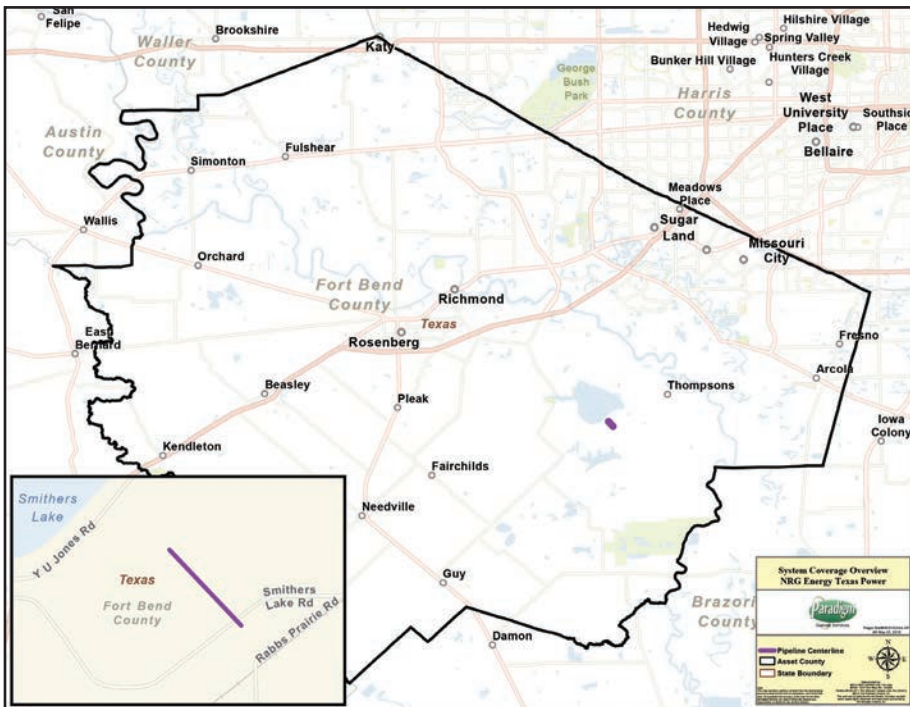 San
Felipe
Brookshire
Waller
County
Katy
Hedwig
Village
Hilshire Village
Spring Valley
Bunker Hill Village
Hunters Creek
Village
George
Bush
Park
Harris
County
West
University
Place
Southsid
Place
Bellaire
Austin
County
Fulshear
Simonton
Meadows
Place
Wallis
Sugar
Land
Missouri
City
Orchard
Fort Bend
County
Richmond
Texas
Rosenberg
East
Bernard
Fresno
Arcola
Beasley
Thompsons
Pleak
Iowa
Colony
Kendleton
Fairchilds
Needville
Guy
Damon
Brazori
County
Smithers
Lake
Y U Jones Rd
Texas
Fort Bend
County
Smithers
Lake Rd
Rabbs Prairie Rd
System Coverage Overview
NRG Energy Texas Power
Paradigm
Pipeline Centerline
Asset County
State Boundary
N
W
E
S